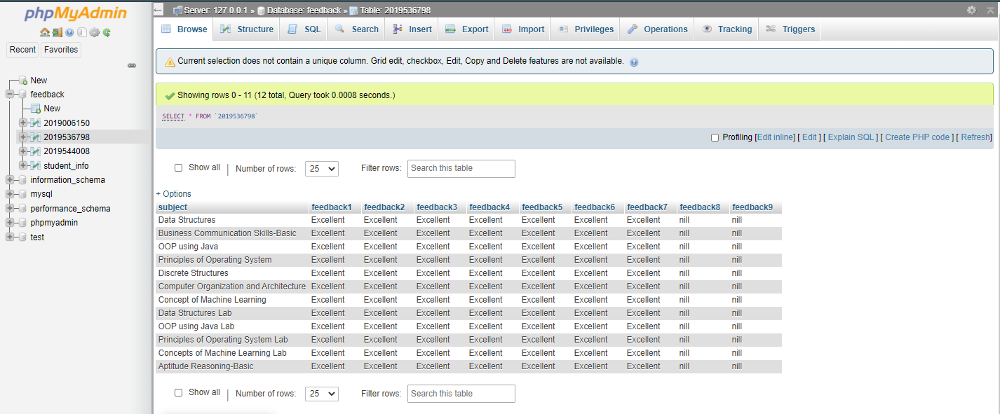 phpMyAdmin
Recent Favorites
New
feedback
New
2019006150
2019536798
2019544008
student_info
information_schema
mysql
performance_schema
phpmyadmin
test
Server: 127.0.0.1 » Database: feedback » Table: 2019536798
Browse Structure SQL Search Insert Export Import Privileges Operations Tracking Triggers
Current selection does not contain a unique column. Grid edit, checkbox, Edit, Copy and Delete features are not available.
Showing rows 0 - 11 (12 total, Query took 0.0008 seconds.)
SELECT * FROM `2019536798`
Profiling [Edit inline] [ Edit ] [ Explain SQL ] [ Create PHP code ] [ Refresh]
Show all | Number of rows: 25 Filter rows: Search this table
+ Options
subject feedback1 feedback2 feedback3 feedback4 feedback5 feedback6 feedback7 feedback8 feedback9
Data Structures Excellent Excellent Excellent Excellent Excellent Excellent Excellent nill nill
Business Communication Skills-Basic Excellent Excellent Excellent Excellent Excellent Excellent Excellent nill nill
OOP using Java Excellent Excellent Excellent Excellent Excellent Excellent Excellent nill nill
Principles of Operating System Excellent Excellent Excellent Excellent Excellent Excellent Excellent nill nill
Discrete Structures Excellent Excellent Excellent Excellent Excellent Excellent Excellent nill nill
Computer Organization and Architecture Excellent Excellent Excellent Excellent Excellent Excellent Excellent nill nill
Concept of Machine Learning Excellent Excellent Excellent Excellent Excellent Excellent Excellent nill nill
Data Structures Lab Excellent Excellent Excellent Excellent Excellent Excellent Excellent nill nill
OOP using Java Lab Excellent Excellent Excellent Excellent Excellent Excellent Excellent nill nill
Principles of Operating System Lab Excellent Excellent Excellent Excellent Excellent Excellent Excellent nill nill
Concepts of Machine Learning Lab Excellent Excellent Excellent Excellent Excellent Excellent Excellent nill nill
Aptitude Reasoning-Basic Excellent Excellent Excellent Excellent Excellent Excellent Excellent nill nill
Show all | Number of rows: 25 Filter rows: Search this table